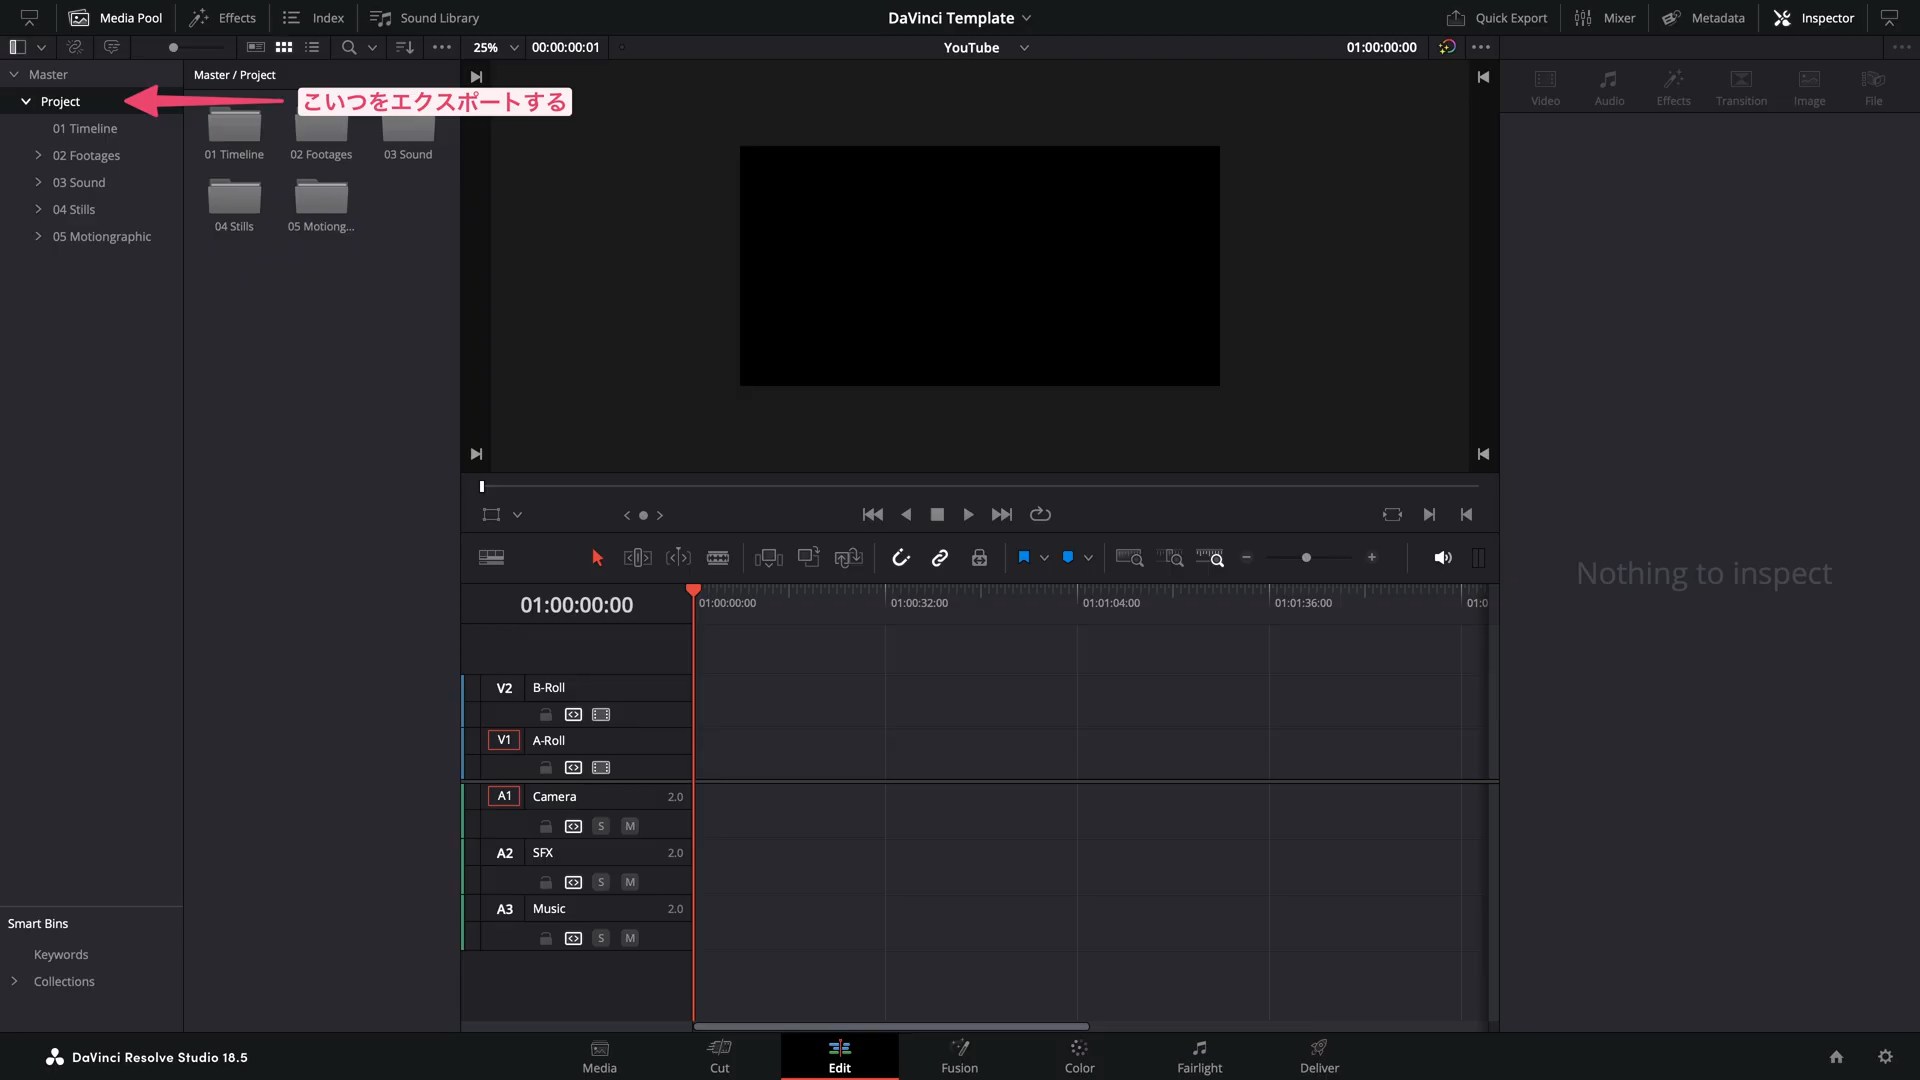 Media Pool
Effects
Index
Sound Library
DaVinci Template
Quick Export
Mixer
Metadata
Inspector
25%
00:00:00:01
YouTube
01:00:00:00
Master
Master / Project
Project
こいつをエクスポートする
Video
Audio
Effects
Transition
Image
File
01 Timeline
02 Footages
03 Sound
04 Stills
05 Motiongraphic
01 Timeline
02 Footages
03 Sound
04 Stills
05 Motiong...
Nothing to inspect
01:00:00:00
01:00:00:00
01:00:32:00
01:01:04:00
01:01:36:00
01:0
V2 B-Roll
V1 A-Roll
A1 Camera 2.0
S M
A2 SFX 2.0
S M
A3 Music 2.0
S M
Smart Bins
Keywords
Collections
DaVinci Resolve Studio 18.5
Media
Cut
Edit
Fusion
Color
Fairlight
Deliver